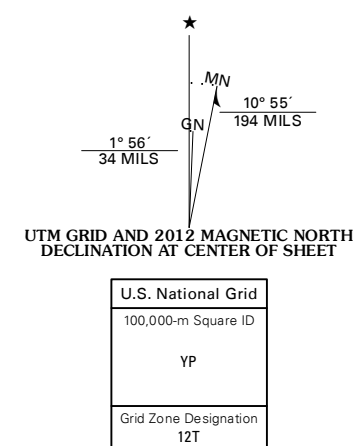 ★
MN
GN
10° 55´
194 MILS
1° 56´
34 MILS
UTM GRID AND 2012 MAGNETIC NORTH
DECLINATION AT CENTER OF SHEET
U.S. National Grid
100,000-m Square ID
YP
Grid Zone Designation
12T